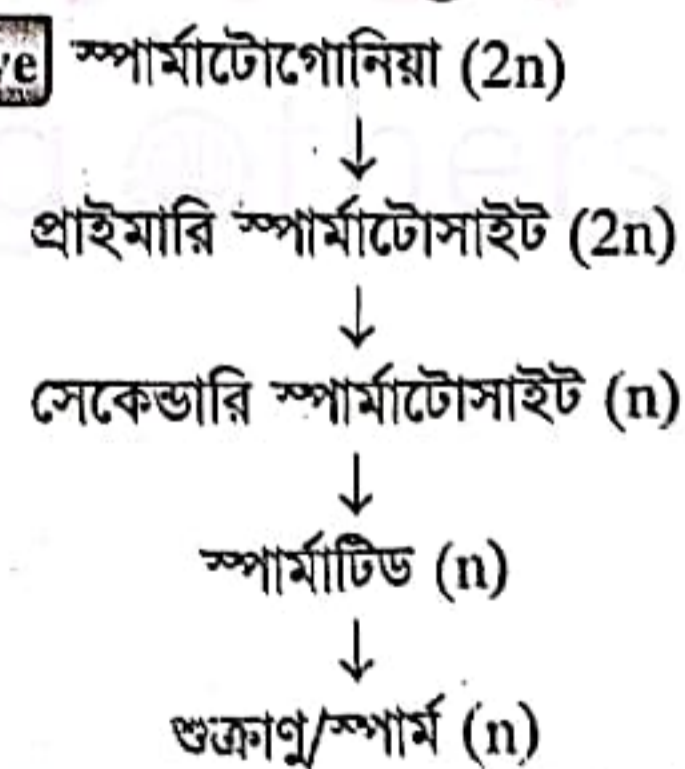 ve স্পার্মাটোগোনিয়া (2n)
↓
প্রাইমারি স্পার্মাটোসাইট (2n)
↓
সেকেন্ডারি স্পার্মাটোসাইট (n)
↓
স্পার্মাটিড (n)
↓
শুক্রাণু/স্পার্ম (n)